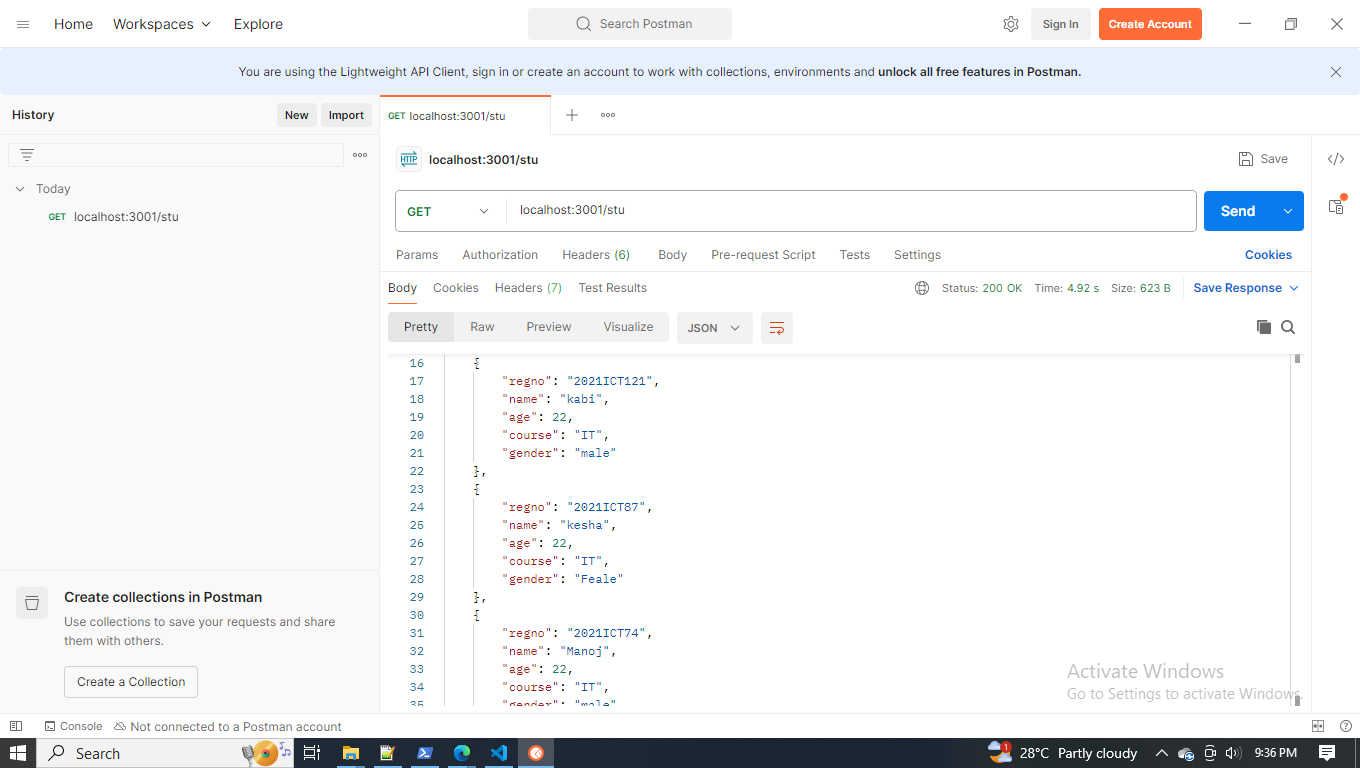 Home Workspaces Explore Search Postman Sign In Create Account
You are using the Lightweight API Client, sign in or create an account to work with collections, environments and unlock all free features in Postman.
History New Import
GET localhost:3001/stu
HTTP localhost:3001/stu Save
Today
GET localhost:3001/stu
GET localhost:3001/stu Send
Params Authorization Headers (6) Body Pre-request Script Tests Settings Cookies
Body Cookies Headers (7) Test Results Status: 200 OK Time: 4.92 s Size: 623 B Save Response
Pretty Raw Preview Visualize JSON
16 {
17 "regno": "2021ICT121",
18 "name": "kabi",
19 "age": 22,
20 "course": "IT",
21 "gender": "male"
22 },
23 {
24 "regno": "2021ICT87",
25 "name": "kesha",
26 "age": 22,
27 "course": "IT",
28 "gender": "Feale"
29 },
30 {
31 "regno": "2021ICT74",
32 "name": "Manoj",
33 "age": 22,
34 "course": "IT",
35 "gender": "male"
Create collections in Postman
Use collections to save your requests and share
them with others.
Create a Collection
Activate Windows
Go to Settings to activate Windows.
Console Not connected to a Postman account
Search 1 28°C Partly cloudy 9:36 PM